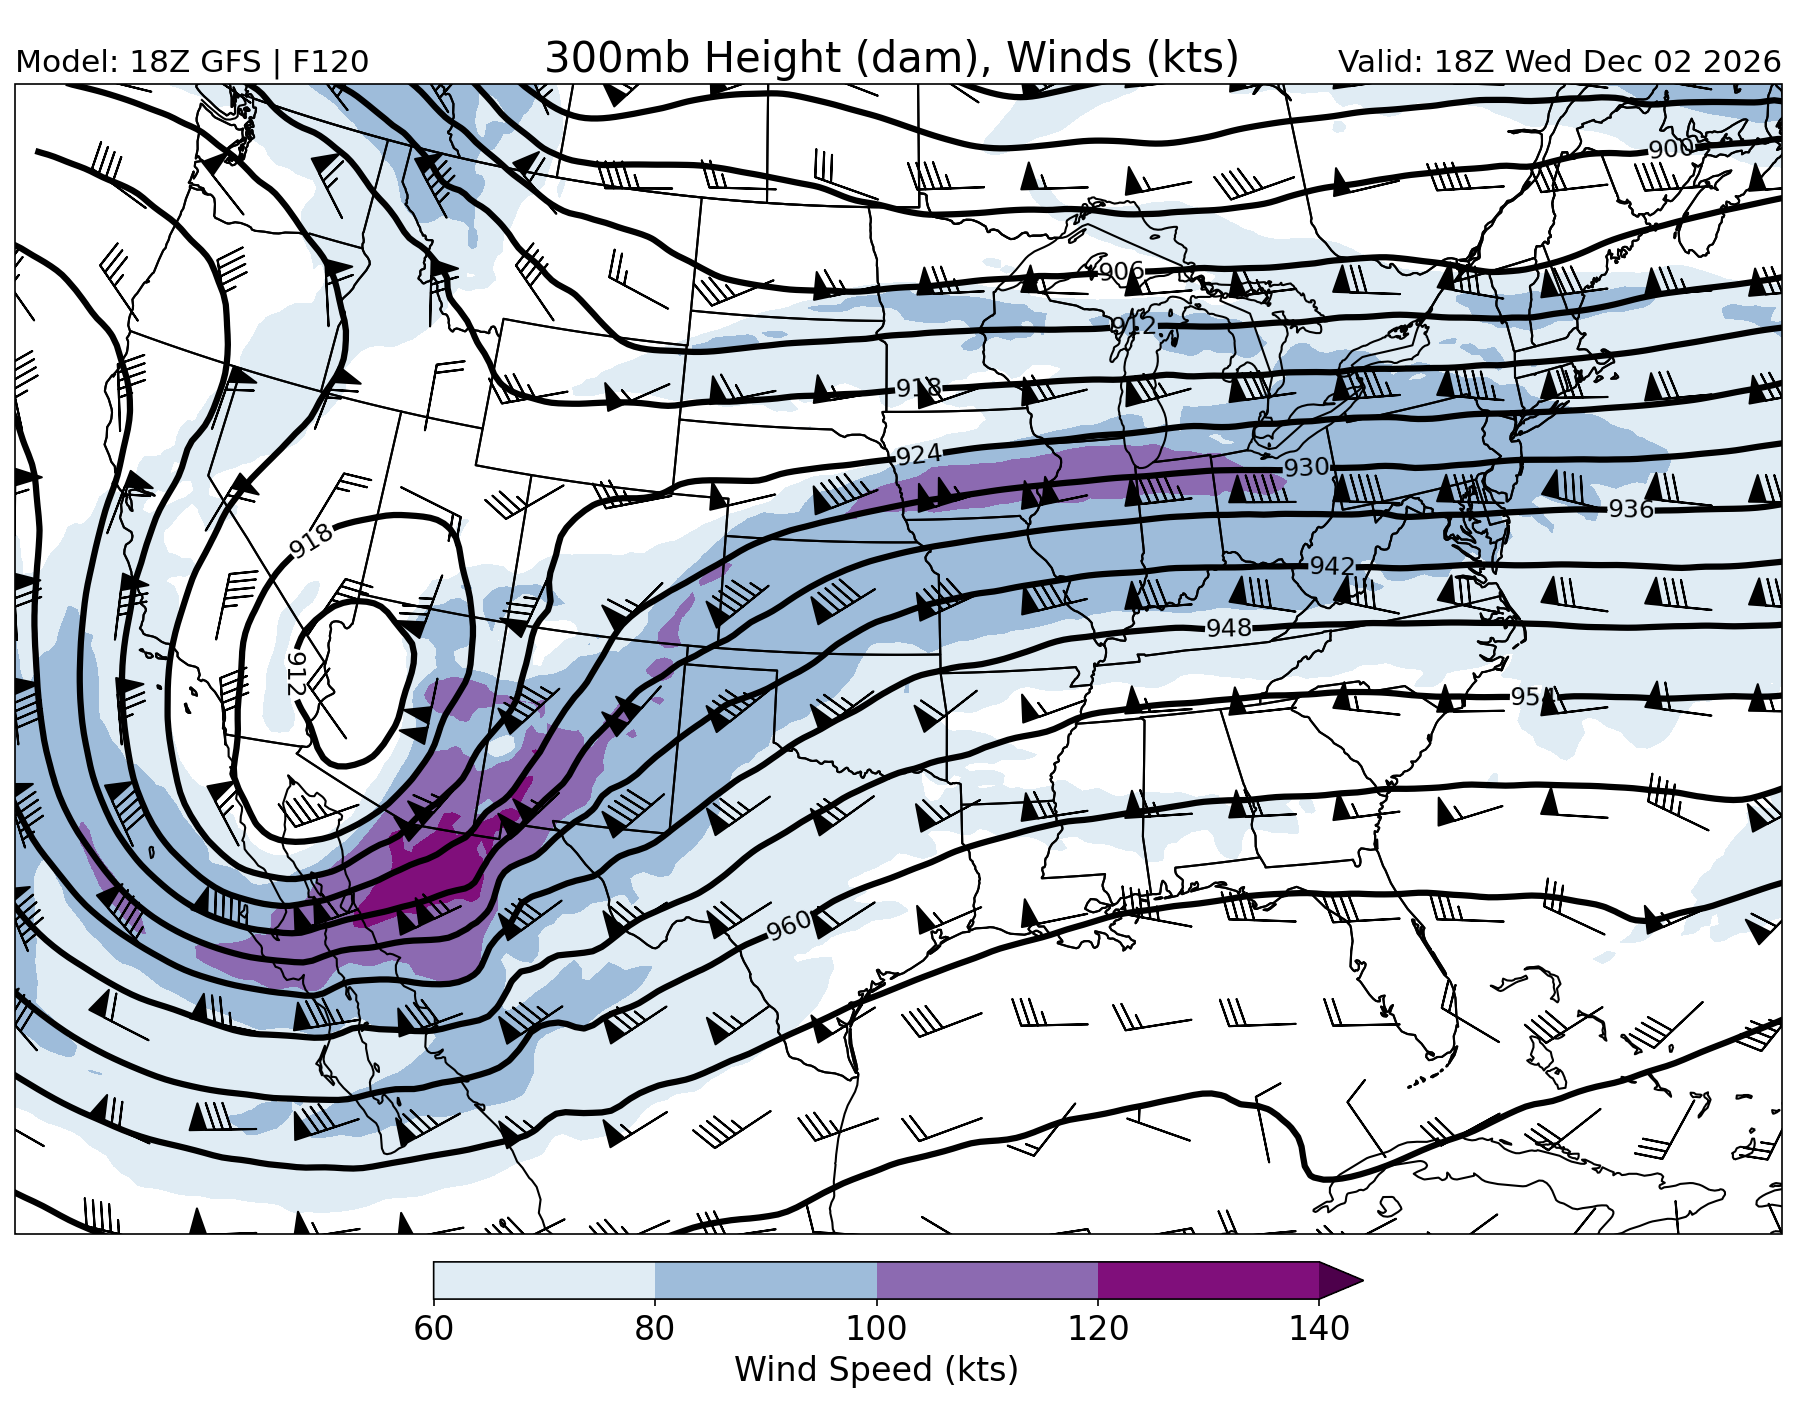 Model: 18Z GFS | F120
300mb Height (dam), Winds (kts)
Valid: 18Z Wed Dec 02 2026
900
906
912
918
924
930
918
936
942
948
912
954
960
60 80 100 120 140
Wind Speed (kts)